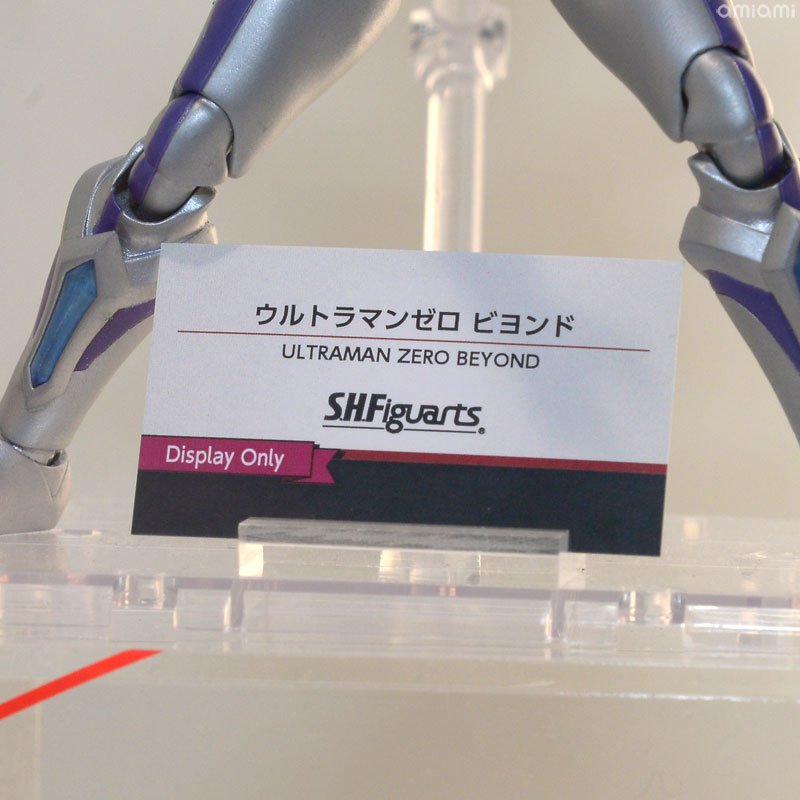 amiami
ウルトラマンゼロ ビヨンド
ULTRAMAN ZERO BEYOND
S.H.Figuarts®
Display Only